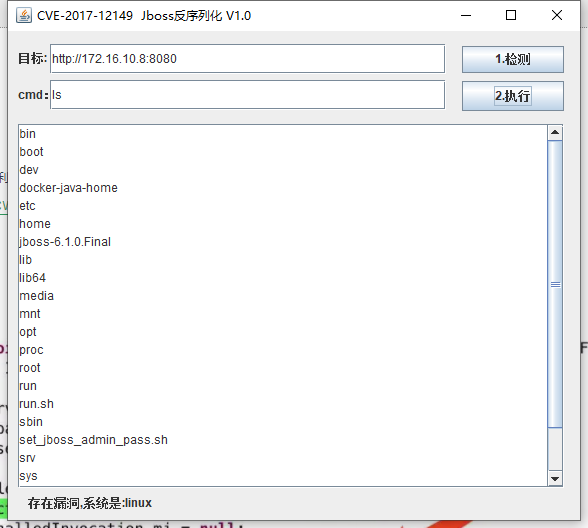 CVE-2017-12149 Jboss反序列化 V1.0
目标: http://172.16.10.8:8080
1.检测
cmd: ls
2.执行
bin
boot
dev
docker-java-home
etc
home
jboss-6.1.0.Final
lib
lib64
media
mnt
opt
proc
root
run
run.sh
sbin
set_jboss_admin_pass.sh
srv
sys
存在漏洞,系统是:linux
= null;